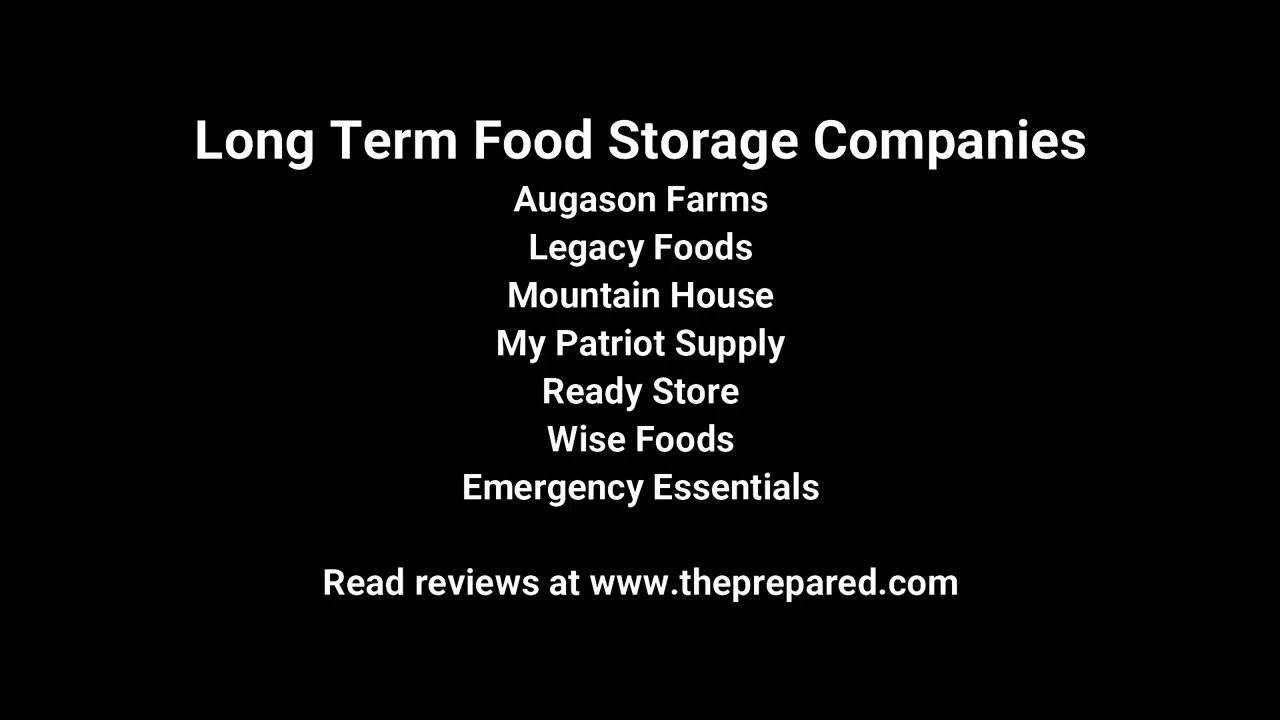 Long Term Food Storage Companies
Augason Farms
Legacy Foods
Mountain House
My Patriot Supply
Ready Store
Wise Foods
Emergency Essentials
Read reviews at www.theprepared.com